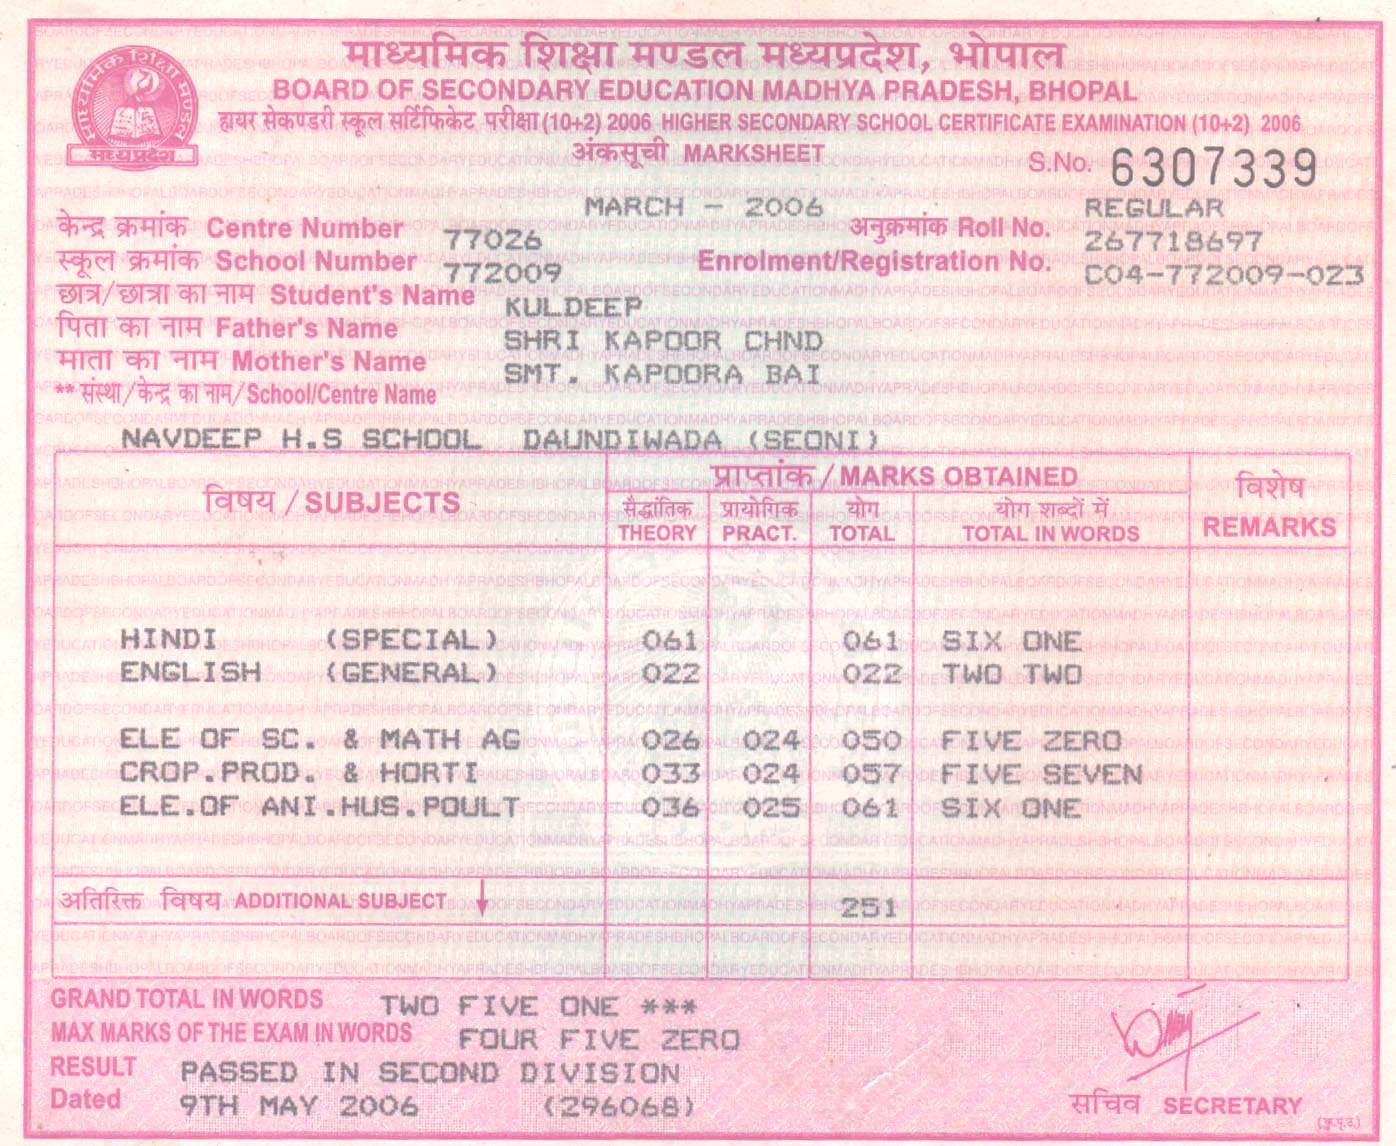 माध्यमिक शिक्षा मण्डल मध्यप्रदेश, भोपाल
BOARD OF SECONDARY EDUCATION MADHYA PRADESH, BHOPAL
हायर सेकण्डरी स्कूल सर्टिफिकेट परीक्षा (10+2) 2006 HIGHER SECONDARY SCHOOL CERTIFICATE EXAMINATION (10+2) 2006
अंकसूची MARKSHEET
माध्यमिक शिक्षा मण्डल
मध्यप्रदेश
S.No. 6307339
MARCH - 2006 REGULAR
केन्द्र क्रमांक Centre Number 77026 अनुक्रमांक Roll No. 267718697
स्कूल क्रमांक School Number 772009 Enrolment/Registration No. C04-772009-023
छात्र/छात्रा का नाम Student's Name KULDEEP
पिता का नाम Father's Name SHRI KAPOOR CHND
माता का नाम Mother's Name SMT. KAPOORA BAI
** संस्था/केन्द्र का नाम/School/Centre Name
NAVDEEP H.S SCHOOL DAUNDIWADA (SEONI)
विषय / SUBJECTS प्राप्तांक / MARKS OBTAINED विशेष REMARKS
सैद्धांतिक THEORY प्रायोगिक PRACT. योग TOTAL योग शब्दों में TOTAL IN WORDS
HINDI (SPECIAL) 061 061 SIX ONE
ENGLISH (GENERAL) 022 022 TWO TWO
ELE OF SC. & MATH AG 026 024 050 FIVE ZERO
CROP PROD. & HORTI 033 024 057 FIVE SEVEN
ELE.OF ANI.HUS.POULT 036 025 061 SIX ONE
अतिरिक्त विषय ADDITIONAL SUBJECT 251
GRAND TOTAL IN WORDS TWO FIVE ONE ***
MAX MARKS OF THE EXAM IN WORDS FOUR FIVE ZERO
RESULT PASSED IN SECOND DIVISION
Dated 9TH MAY 2006 (296068)
सचिव SECRETARY